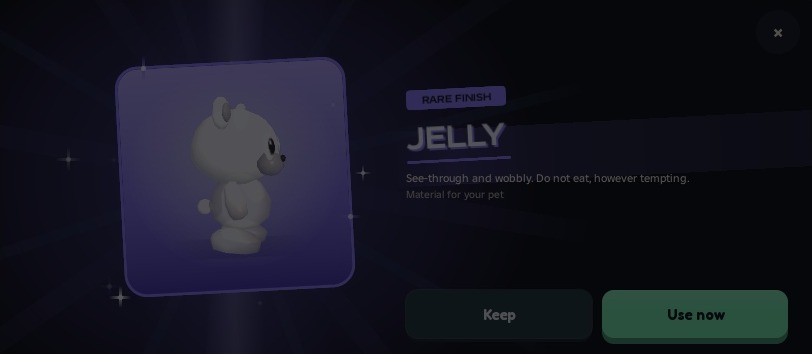 ×
RARE FINISH
JELLY
See-through and wobbly. Do not eat, however tempting.
Material for your pet
Keep
Use now